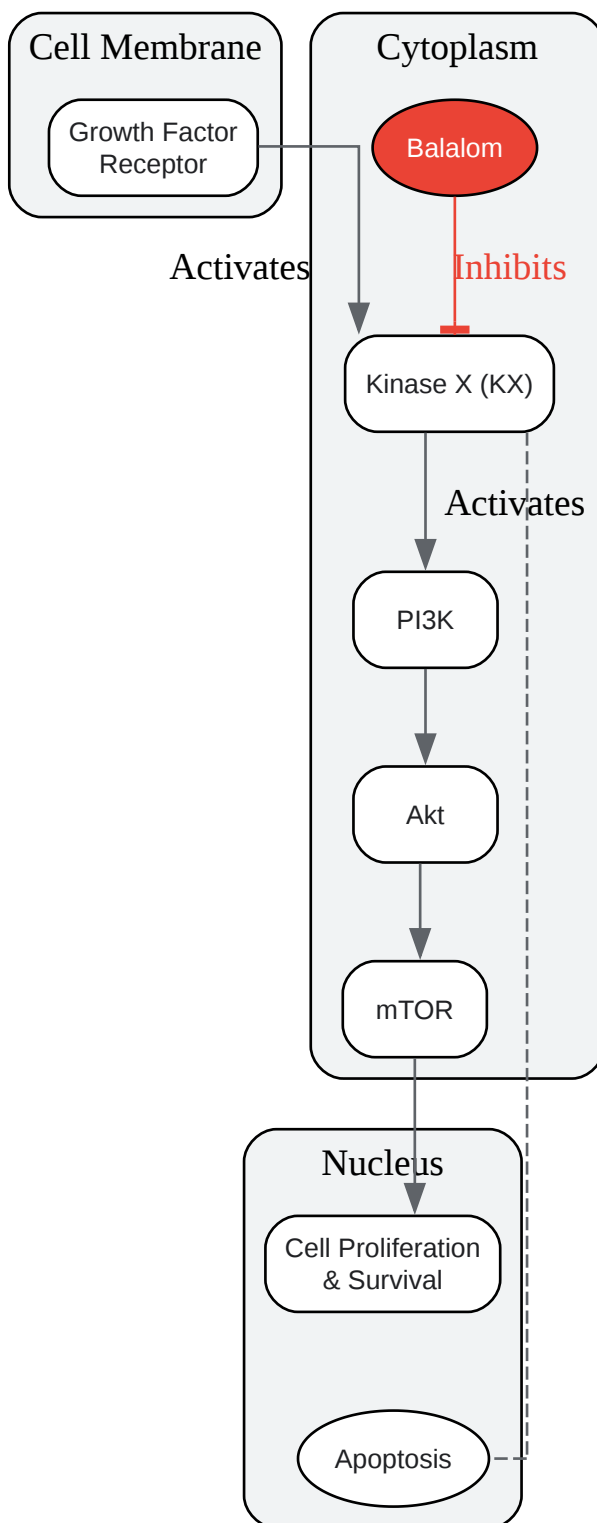 Cell Membrane
Cytoplasm
Growth Factor
Receptor
Balalom
Activates
Inhibits
Kinase X (KX)
Activates
PI3K
Akt
mTOR
Nucleus
Cell Proliferation
& Survival
Apoptosis